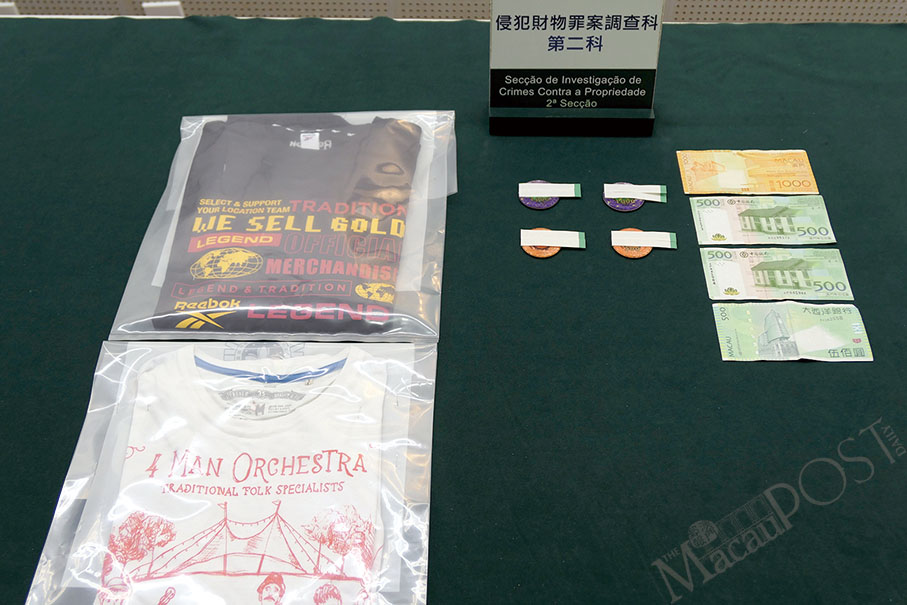 侵犯財物罪案調查科
第二科
Secção de Investigação de
Crimes Contra a Propriedade
2ª Secção
SELECT & SUPPORT
YOUR LOCATION TEAM
TRADITION
WE SELL GOLD
LEGEND
OFFICIAL
MERCHANDISE
LEGEND & TRADITION
Reebok
LEGEND
4 MAN ORCHESTRA
TRADITIONAL FOLK SPECIALISTS
1000
500
500
500
500
500
MACAU
大西洋銀行
伍佰圓
THE
Macau POST
DAILY